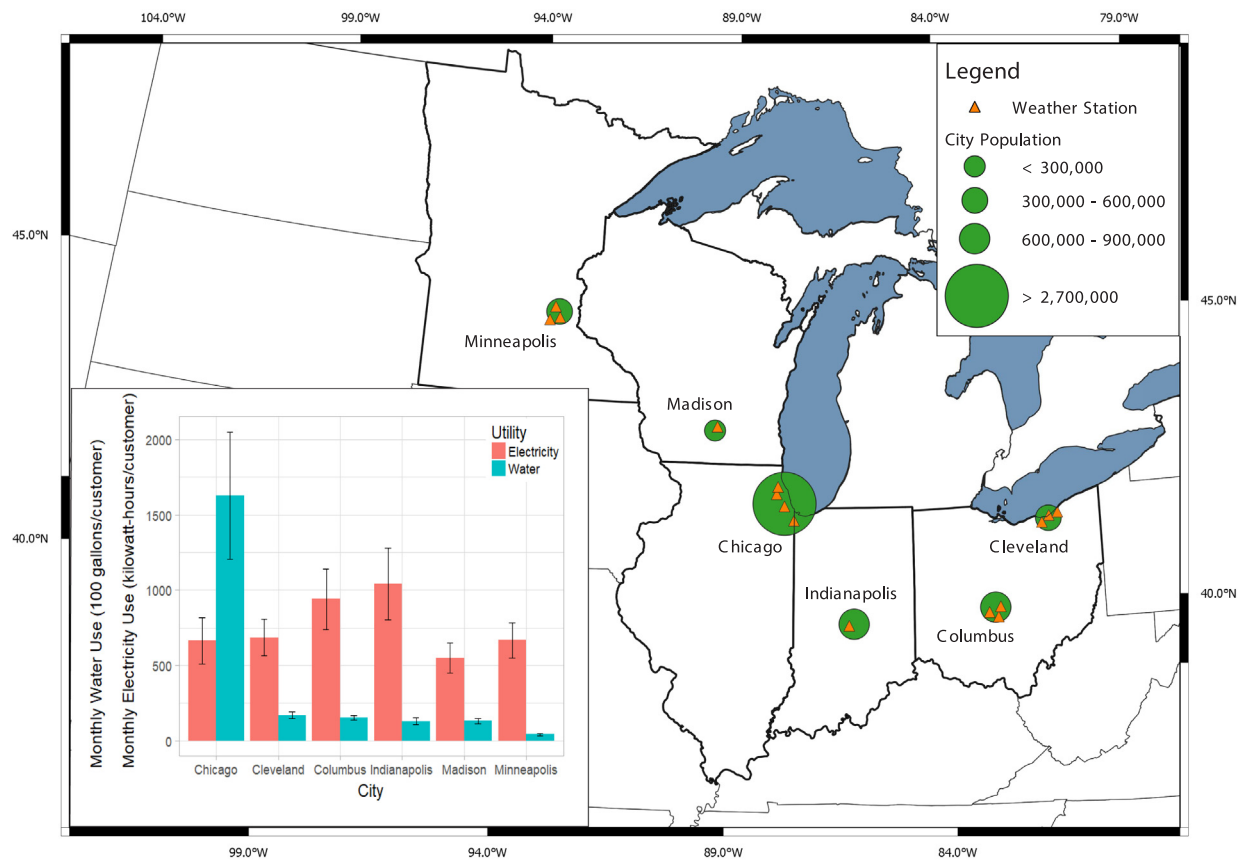 104.0°W 99.0°W 94.0°W 89.0°W 84.0°W 79.0°W
Legend
Weather Station
City Population
< 300,000
300,000 - 600,000
600,000 - 900,000
> 2,700,000
45.0°N
45.0°N
40.0°N
40.0°N
Minneapolis
Madison
Chicago
Cleveland
Indianapolis
Columbus
Monthly Water Use (100 gallons/customer)
Monthly Electricity Use (kilowatt-hours/customer)
Utility
Electricity
Water
2000
1500
1000
500
0
Chicago Cleveland Columbus Indianapolis Madison Minneapolis
City
99.0°W 94.0°W 89.0°W 84.0°W